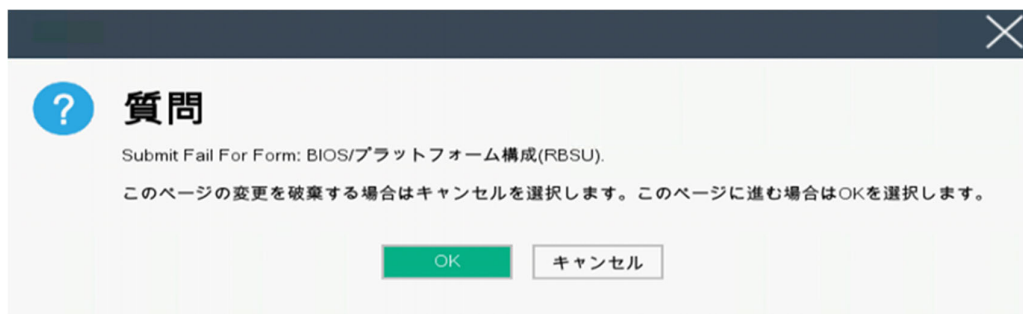 ?
質問
Submit Fail For Form: BIOS/プラットフォーム構成(RBSU).
このページの変更を破棄する場合はキャンセルを選択します。このページに進む場合はOKを選択します。
OK
キャンセル